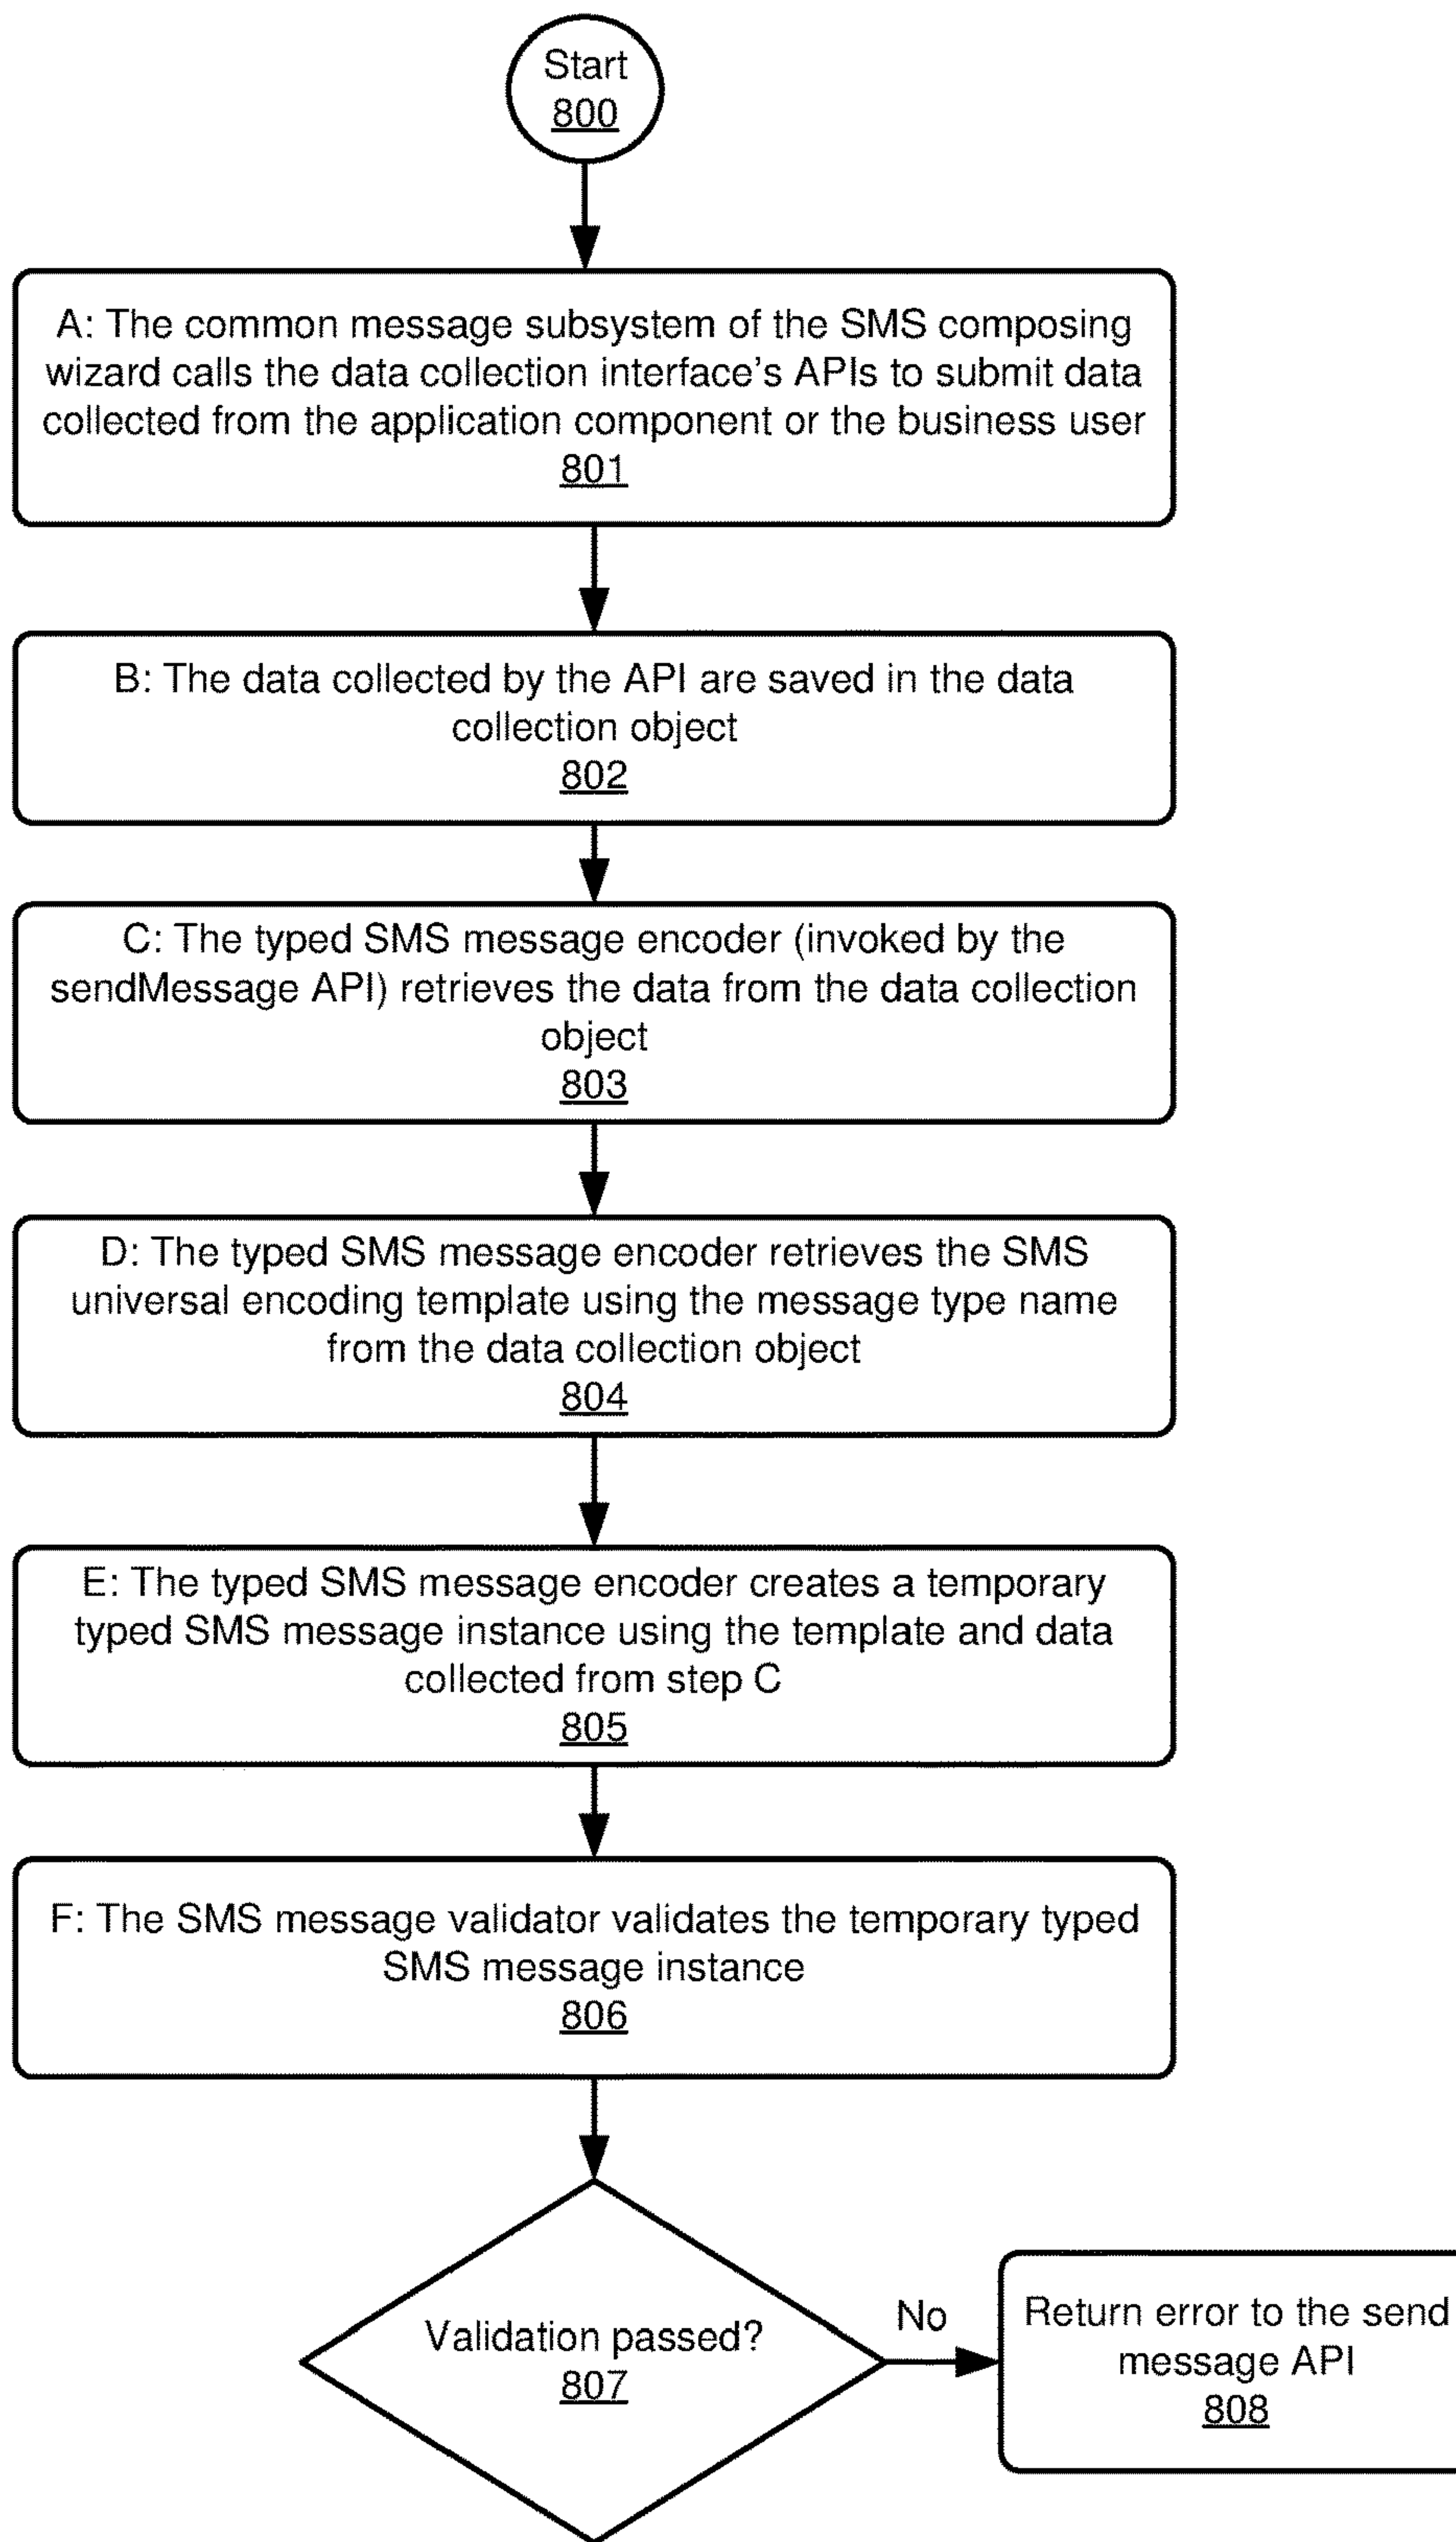 Start
800
A: The common message subsystem of the SMS composing
wizard calls the data collection interface's APIs to submit data
collected from the application component or the business user
801
B: The data collected by the API are saved in the data
collection object
802
C: The typed SMS message encoder (invoked by the
sendMessage API) retrieves the data from the data collection
object
803
D: The typed SMS message encoder retrieves the SMS
universal encoding template using the message type name
from the data collection object
804
E: The typed SMS message encoder creates a temporary
typed SMS message instance using the template and data
collected from step C
805
F: The SMS message validator validates the temporary typed
SMS message instance
806
Validation passed?
807
No
Return error to the send
message API
808